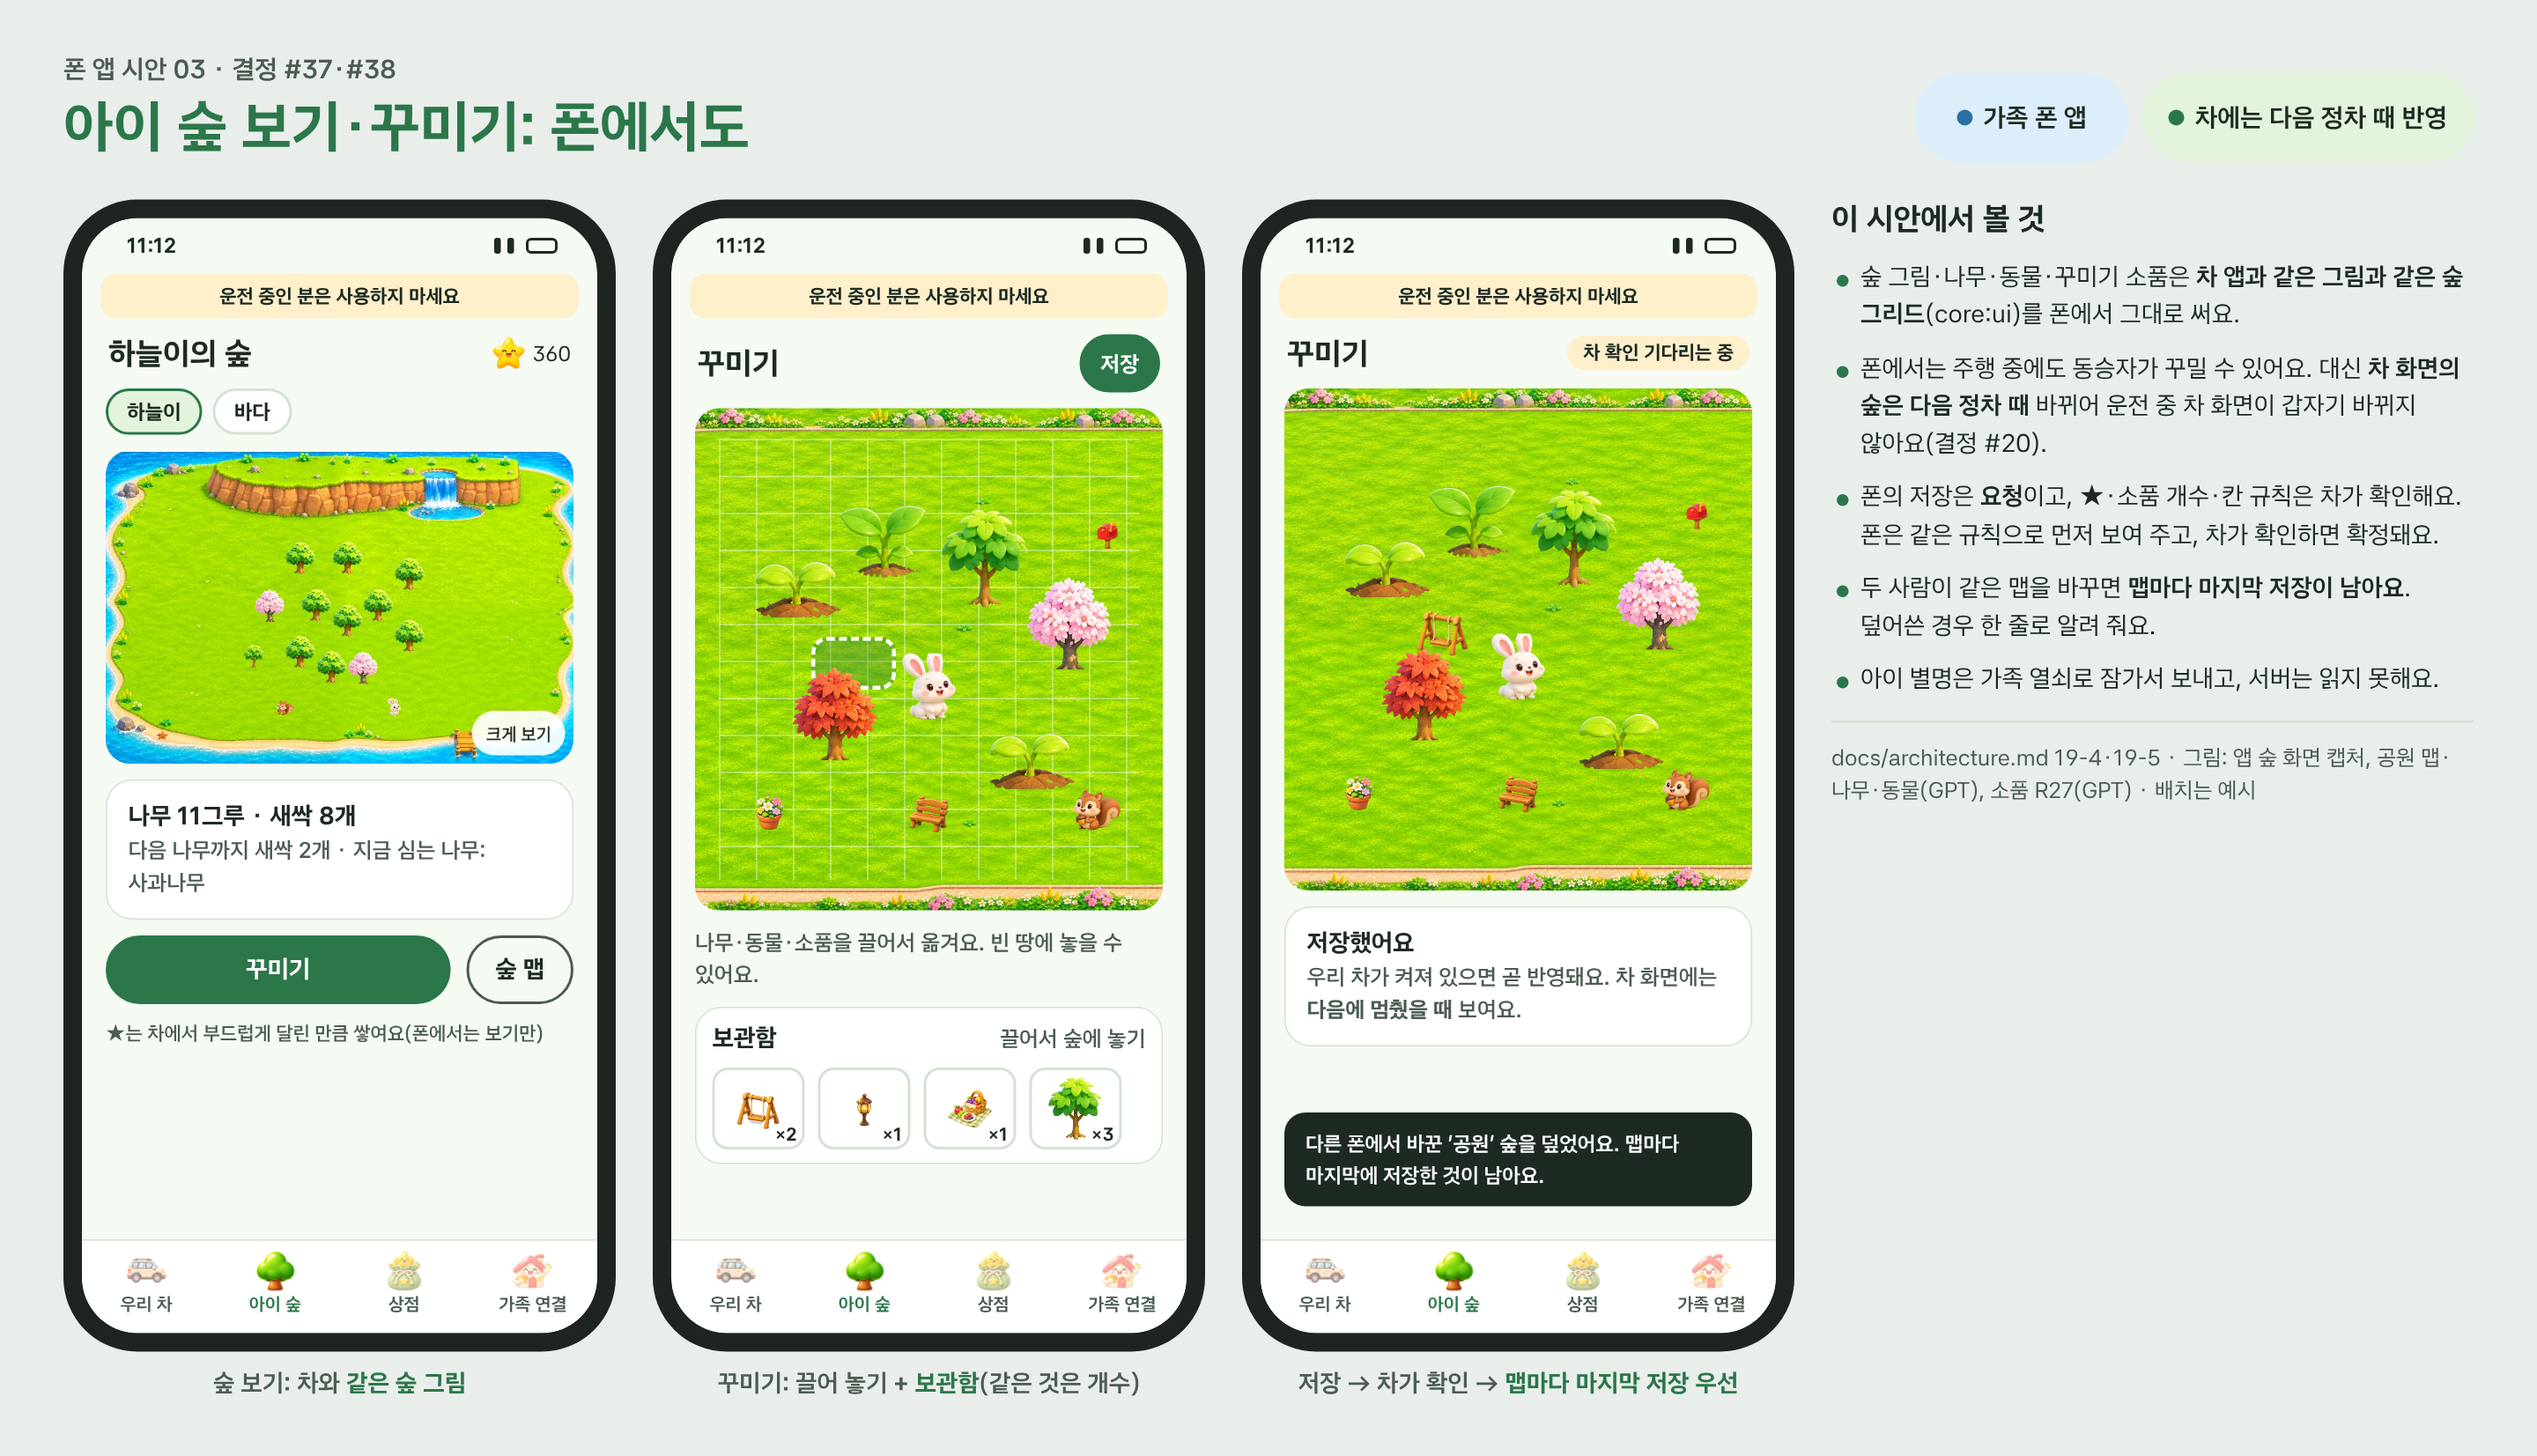 폰 앱 시안 03 · 결정 #37·#38
아이 숲 보기·꾸미기: 폰에서도
가족 폰 앱
차에는 다음 정차 때 반영
11:12
운전 중인 분은 사용하지 마세요
하늘이의 숲
360
하늘이
바다
크게 보기
나무 11그루 · 새싹 8개
다음 나무까지 새싹 2개 · 지금 심는 나무:
사과나무
꾸미기
숲 맵
★는 차에서 부드럽게 달린 만큼 쌓여요(폰에서는 보기만)
우리 차
아이 숲
상점
가족 연결
숲 보기: 차와 같은 숲 그림
11:12
운전 중인 분은 사용하지 마세요
꾸미기
저장
나무·동물·소품을 끌어서 옮겨요. 빈 땅에 놓을 수
있어요.
보관함
끌어서 숲에 놓기
×2
×1
×1
×3
우리 차
아이 숲
상점
가족 연결
꾸미기: 끌어 놓기 + 보관함(같은 것은 개수)
11:12
운전 중인 분은 사용하지 마세요
꾸미기
차 확인 기다리는 중
저장했어요
우리 차가 켜져 있으면 곧 반영돼요. 차 화면에는
다음에 멈췄을 때 보여요.
다른 폰에서 바꾼 '공원' 숲을 덮었어요. 맵마다
마지막에 저장한 것이 남아요.
우리 차
아이 숲
상점
가족 연결
저장 → 차가 확인 → 맵마다 마지막 저장 우선
이 시안에서 볼 것
숲 그림·나무·동물·꾸미기 소품은 차 앱과 같은 그림과 같은 숲
그리드(core:ui)를 폰에서 그대로 써요.
폰에서는 주행 중에도 동승자가 꾸밀 수 있어요. 대신 차 화면의
숲은 다음 정차 때 바뀌어 운전 중 차 화면이 갑자기 바뀌지
않아요(결정 #20).
폰의 저장은 요청이고, ★·소품 개수·칸 규칙은 차가 확인해요.
폰은 같은 규칙으로 먼저 보여 주고, 차가 확인하면 확정돼요.
두 사람이 같은 맵을 바꾸면 맵마다 마지막 저장이 남아요.
덮어쓴 경우 한 줄로 알려 줘요.
아이 별명은 가족 열쇠로 잠가서 보내고, 서버는 읽지 못해요.
docs/architecture.md 19-4·19-5 · 그림: 앱 숲 화면 캡처, 공원 맵·
나무·동물(GPT), 소품 R27(GPT) · 배치는 예시